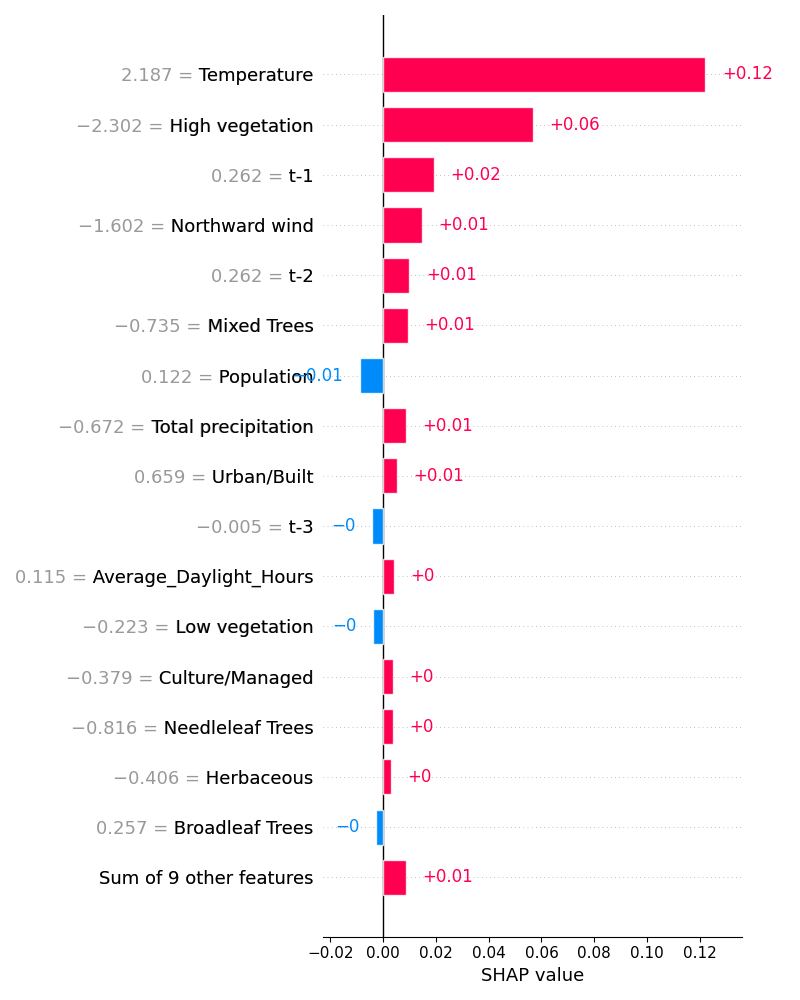 2.187 = Temperature +0.12
−2.302 = High vegetation +0.06
0.262 = t-1 +0.02
−1.602 = Northward wind +0.01
0.262 = t-2 +0.01
−0.735 = Mixed Trees +0.01
0.122 = Population −0.01
−0.672 = Total precipitation +0.01
0.659 = Urban/Built +0.01
−0.005 = t-3 −0
0.115 = Average_Daylight_Hours +0
−0.223 = Low vegetation −0
−0.379 = Culture/Managed +0
−0.816 = Needleleaf Trees +0
−0.406 = Herbaceous +0
0.257 = Broadleaf Trees −0
Sum of 9 other features +0.01
−0.02 0.00 0.02 0.04 0.06 0.08 0.10 0.12
SHAP value